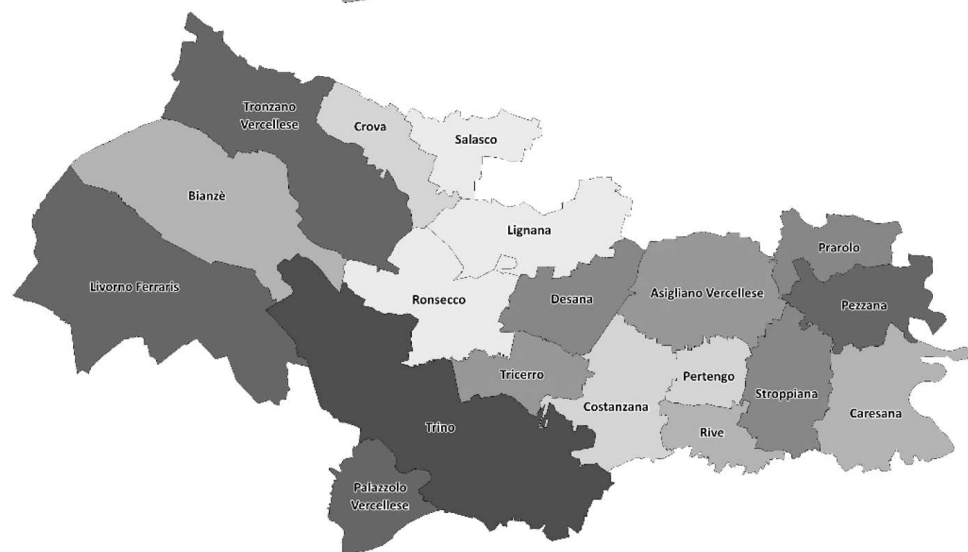 Tronzano
Vercellese
Crova
Salasco
Bianzè
Lignana
Prarolo
Livorno Ferraris
Ronsecco
Desana
Asigliano Vercellese
Pezzana
Tricerro
Pertengo
Costanzana
Stroppiana
Caresana
Trino
Rive
Palazzolo
Vercellese